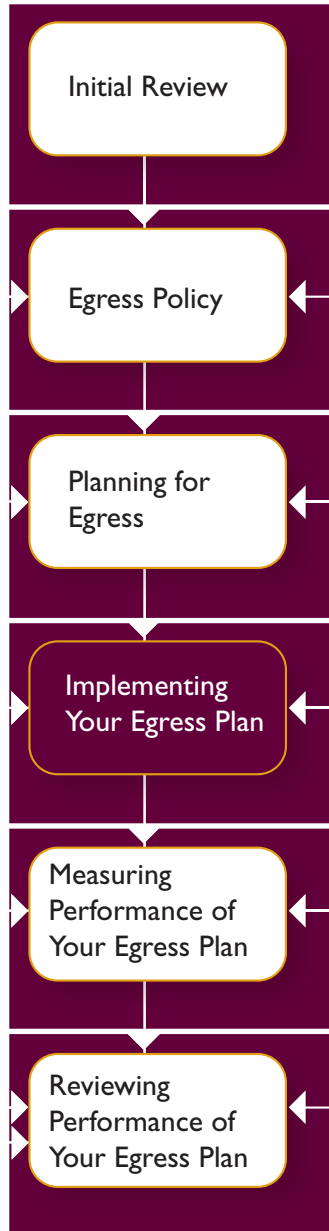 Initial Review
Egress Policy
Planning for
Egress
Implementing
Your Egress Plan
Measuring
Performance of
Your Egress Plan
Reviewing
Performance of
Your Egress Plan